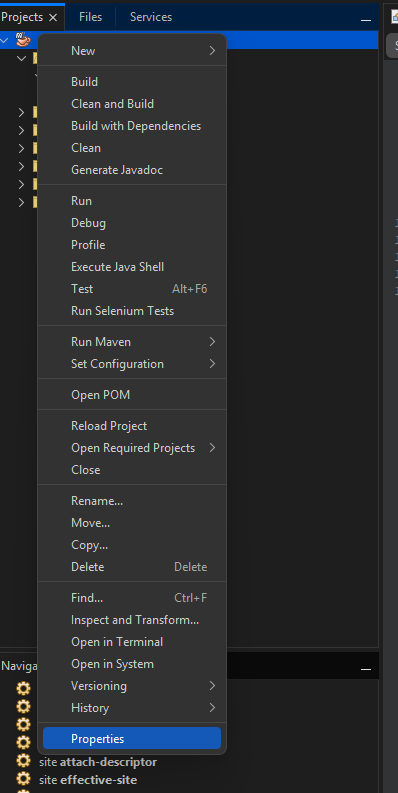 Projects Files Services
New
Build
Clean and Build
Build with Dependencies
Clean
Generate Javadoc
Run
Debug
Profile
Execute Java Shell
Test Alt+F6
Run Selenium Tests
Run Maven
Set Configuration
Open POM
Reload Project
Open Required Projects
Close
Rename...
Move...
Copy...
Delete Delete
Find... Ctrl+F
Inspect and Transform...
Open in Terminal
Open in System
Versioning
History
Properties
site attach-descriptor
site effective-site